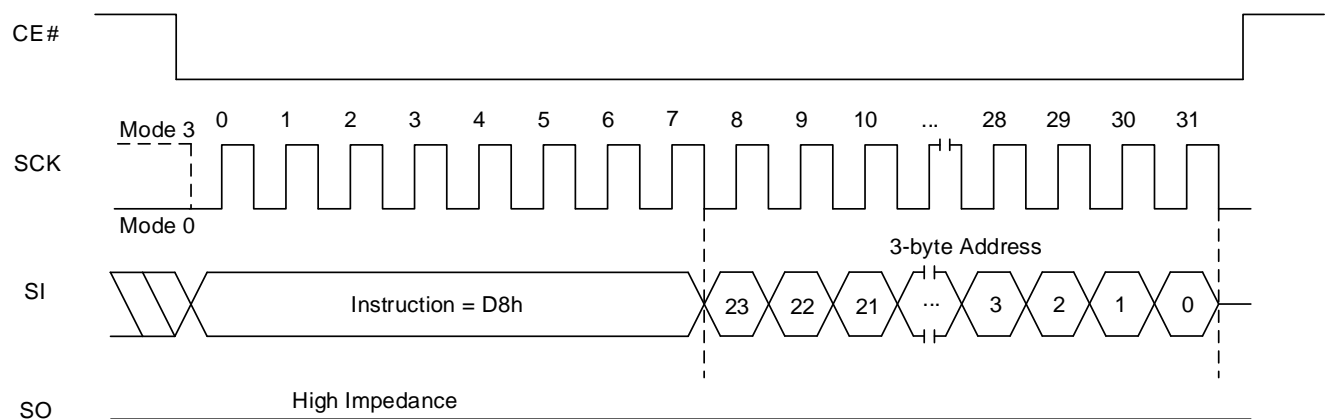 CE#
Mode 3 0 1 2 3 4 5 6 7 8 9 10 ... 28 29 30 31
SCK
Mode 0
3-byte Address
SI Instruction = D8h 23 22 21 ... 3 2 1 0
High Impedance
SO